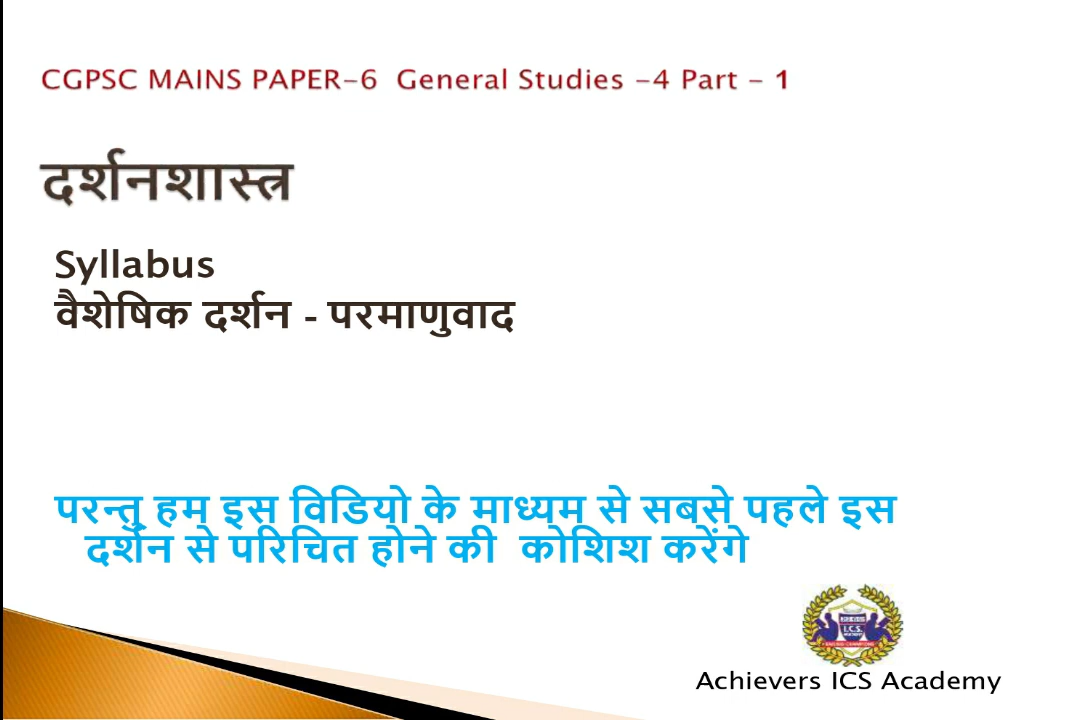 CGPSC MAINS PAPER-6 General Studies -4 Part - 1
दर्शनशास्त्र
Syllabus
वैशेषिक दर्शन - परमाणुवाद
परन्तु हम इस विडियो के माध्यम से सबसे पहले इस
दर्शन से परिचित होने की कोशिश करेंगे
I.C.S.
Achievers ICS Academy